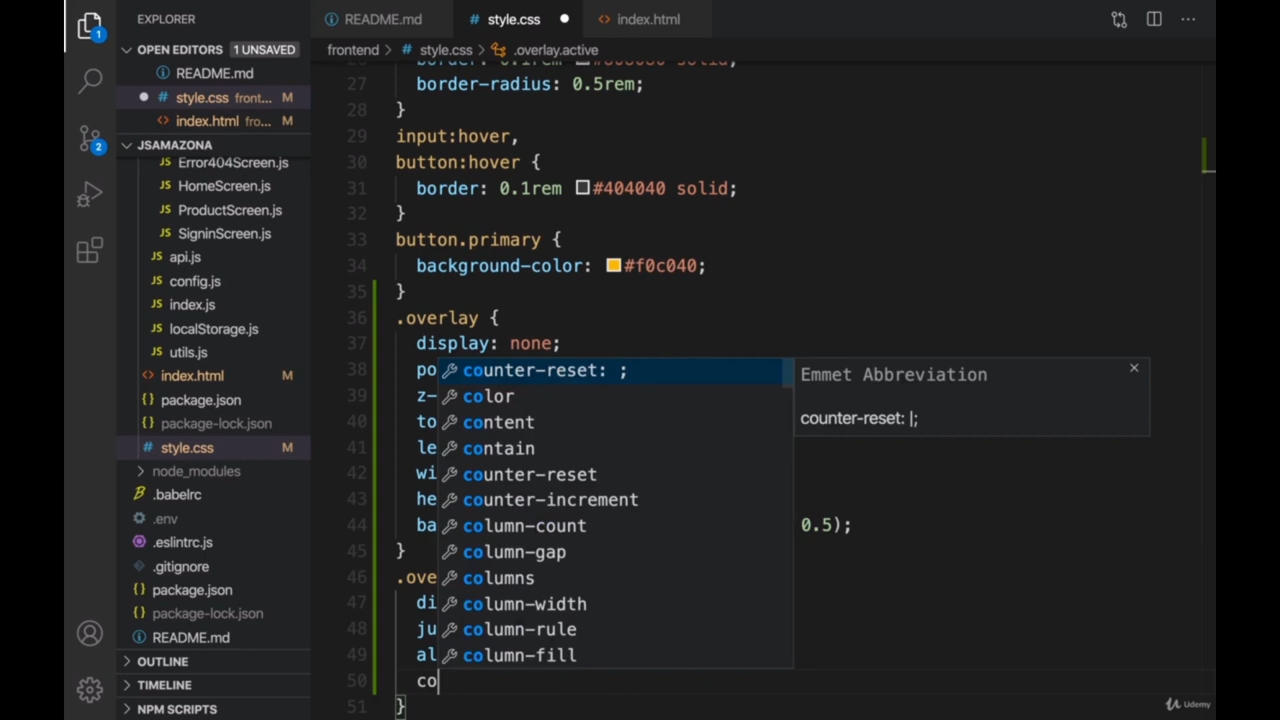 EXPLORER
README.md
style.css
index.html
OPEN EDITORS
1 UNSAVED
README.md
style.css front... M
index.html fro... M
JSAMAZONA
Error404Screen.js
HomeScreen.js
ProductScreen.js
SigninScreen.js
api.js
config.js
index.js
localStorage.js
utils.js
index.html M
package.json
package-lock.json
style.css M
node_modules
.babelrc
.env
.eslintrc.js
.gitignore
package.json
package-lock.json
README.md
OUTLINE
TIMELINE
NPM SCRIPTS
1
2
frontend > # style.css > .overlay.active
27 border-radius: 0.5rem;
28 }
29 input:hover,
30 button:hover {
31 border: 0.1rem #404040 solid;
32 }
33 button.primary {
34 background-color: #f0c040;
35 }
36 .overlay {
37 display: none;
38 po
39 z-
40 to
41 le
42 wi
43 he
44 ba 0.5);
45 }
46 .ove
47 di
48 ju
49 al
50 co
51 }
counter-reset: ;
color
content
contain
counter-reset
counter-increment
column-count
column-gap
columns
column-width
column-rule
column-fill
Emmet Abbreviation
counter-reset: |;
Udemy